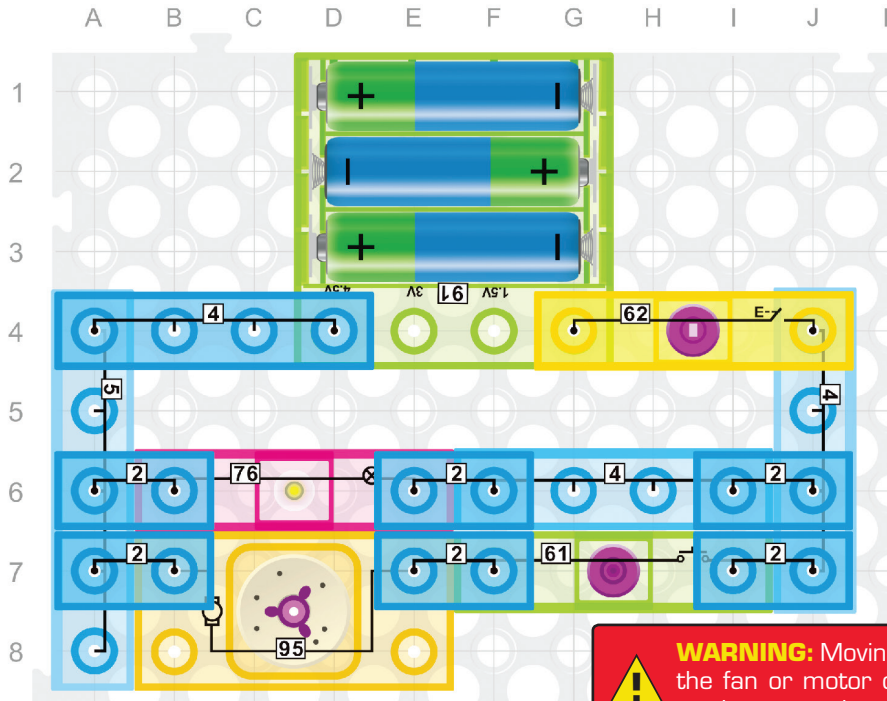 A B C D E F G H I J
1
+ − 
2
− +
3
+ −
4.5V 3V 91 1.5V
4
4 62 E
5
5 4
6
2 76 2 4 2
7
2 2 61 2
8
95
WARNING: Movin
the fan or motor